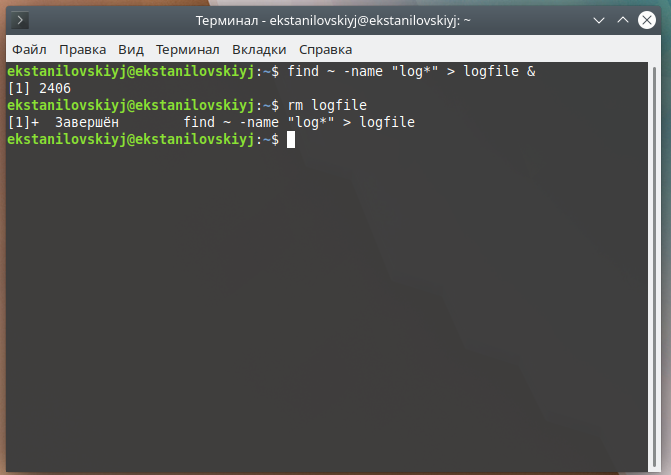 Терминал - ekstanilovskiyj@ekstanilovskiyj: ~
Файл Правка Вид Терминал Вкладки Справка
ekstanilovskiyj@ekstanilovskiyj:~$ find ~ -name "log*" > logfile &
[1] 2406
ekstanilovskiyj@ekstanilovskiyj:~$ rm logfile
[1]+  Завершён        find ~ -name "log*" > logfile
ekstanilovskiyj@ekstanilovskiyj:~$